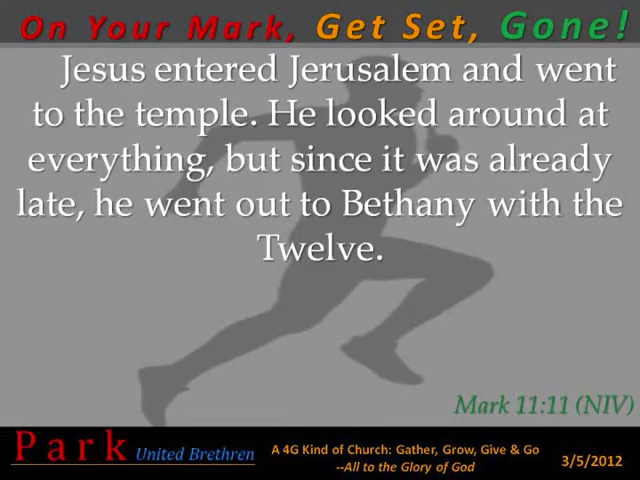 On Your Mark, Get Set, Gone!
Jesus entered Jerusalem and went
to the temple. He looked around at
everything, but since it was already
late, he went out to Bethany with the
Twelve.
Mark 11:11 (NIV)
Park United Brethren
A 4G Kind of Church: Gather, Grow, Give & Go
--All to the Glory of God
3/5/2012